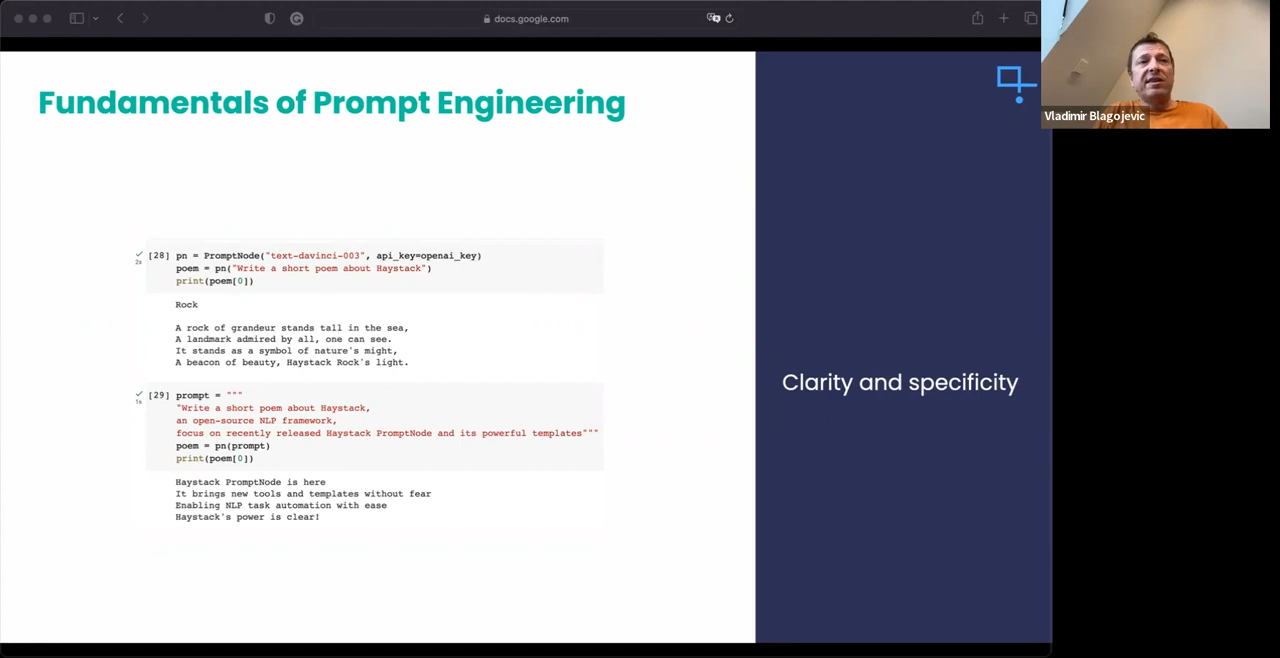 docs.google.com
Fundamentals of Prompt Engineering
Vladimir Blagojevic
[28] pn = PromptNode("text-davinci-003", api_key=openai_key)
2s
poem = pn("Write a short poem about Haystack")
print(poem[0])
Rock
A rock of grandeur stands tall in the sea,
A landmark admired by all, one can see.
It stands as a symbol of nature's might,
A beacon of beauty, Haystack Rock's light.
[29] prompt = """
1s
"Write a short poem about Haystack,
an open-source NLP framework,
focus on recently released Haystack PromptNode and its powerful templates"""
poem = pn(prompt)
print(poem[0])
Haystack PromptNode is here
It brings new tools and templates without fear
Enabling NLP task automation with ease
Haystack's power is clear!
Clarity and specificity